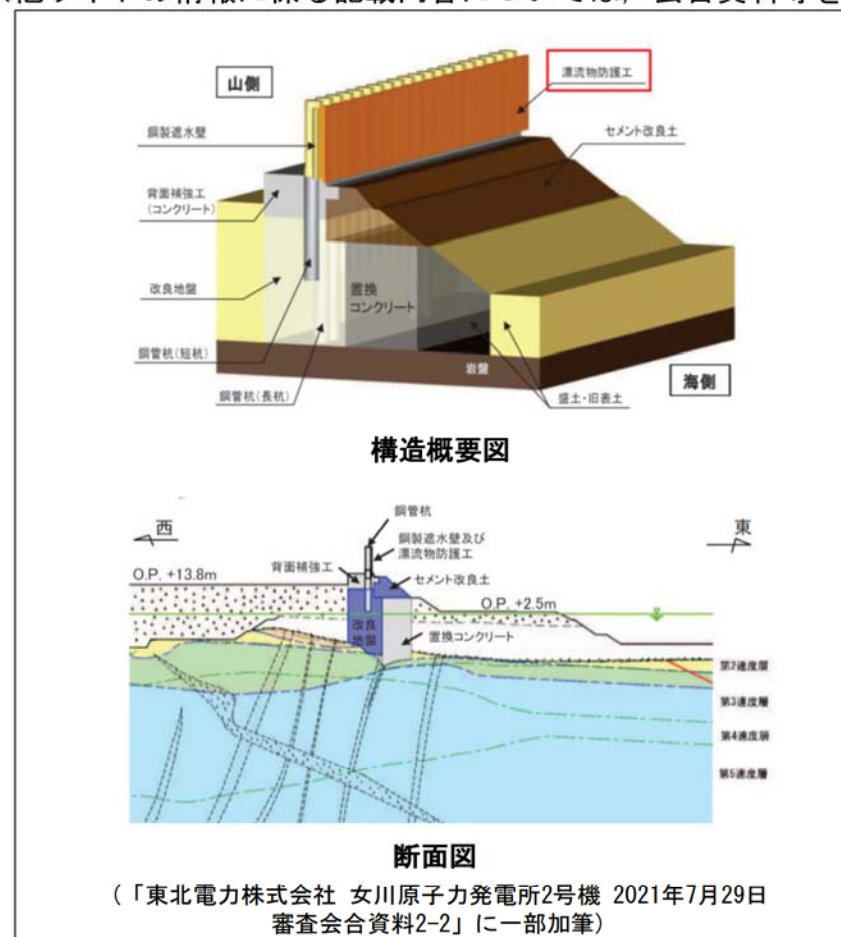 山側
漂流物防護工
鋼製遮水壁
セメント改良土
背面補強工
(コンクリート)
改良地盤
置換
コンクリート
鋼管杭(短杭)
岩盤
海側
鋼管杭(長杭)
盛土・旧表土
構造概要図
鋼管杭
西
鋼製遮水壁及び
漂流物防護工
東
背面補強工
セメント改良土
O.P. +13.8m
O.P. +2.5m
改良
地盤
置換コンクリート
第2速度層
第3速度層
第4速度層
第5速度層
断面図
(「東北電力株式会社 女川原子力発電所2号機 2021年7月29日
審査会合資料2-2」に一部加筆)